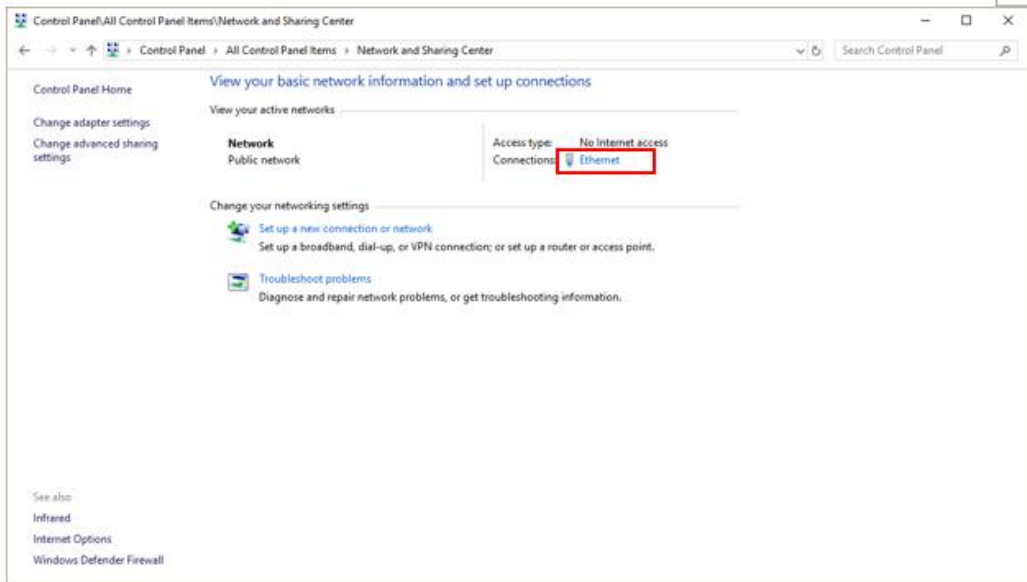 Control Panel\All Control Panel Items\Network and Sharing Center
Control Panel > All Control Panel Items > Network and Sharing Center
Search Control Panel
Control Panel Home
Change adapter settings
Change advanced sharing
settings
View your basic network information and set up connections
View your active networks
Network
Public network
Access type: No Internet access
Connections: Ethernet
Change your networking settings
Set up a new connection or network
Set up a broadband, dial-up, or VPN connection; or set up a router or access point.
Troubleshoot problems
Diagnose and repair network problems, or get troubleshooting information.
See also
Infrared
Internet Options
Windows Defender Firewall